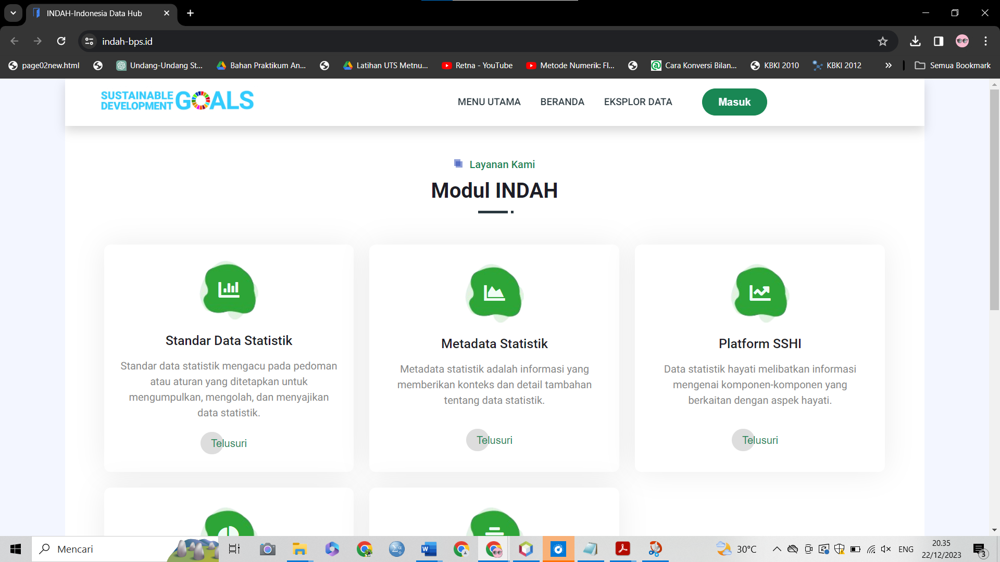 INDAH-Indonesia Data Hub
indah-bps.id
page02new.html
Undang-Undang St...
Bahan Praktikum An...
Latihan UTS Metnu...
Retna - YouTube
Metode Numerik: Fl...
Cara Konversi Bilan...
KBKI 2010
KBKI 2012
Semua Bookmark
SUSTAINABLE
DEVELOPMENT GOALS
MENU UTAMA
BERANDA
EKSPLOR DATA
Masuk
Layanan Kami
Modul INDAH
Standar Data Statistik
Standar data statistik mengacu pada pedoman
atau aturan yang ditetapkan untuk
mengumpulkan, mengolah, dan menyajikan
data statistik.
Telusuri
Metadata Statistik
Metadata statistik adalah informasi yang
memberikan konteks dan detail tambahan
tentang data statistik.
Telusuri
Platform SSHI
Data statistik hayati melibatkan informasi
mengenai komponen-komponen yang
berkaitan dengan aspek hayati.
Telusuri
Mencari
30°C
ENG
20.35
22/12/2023
3